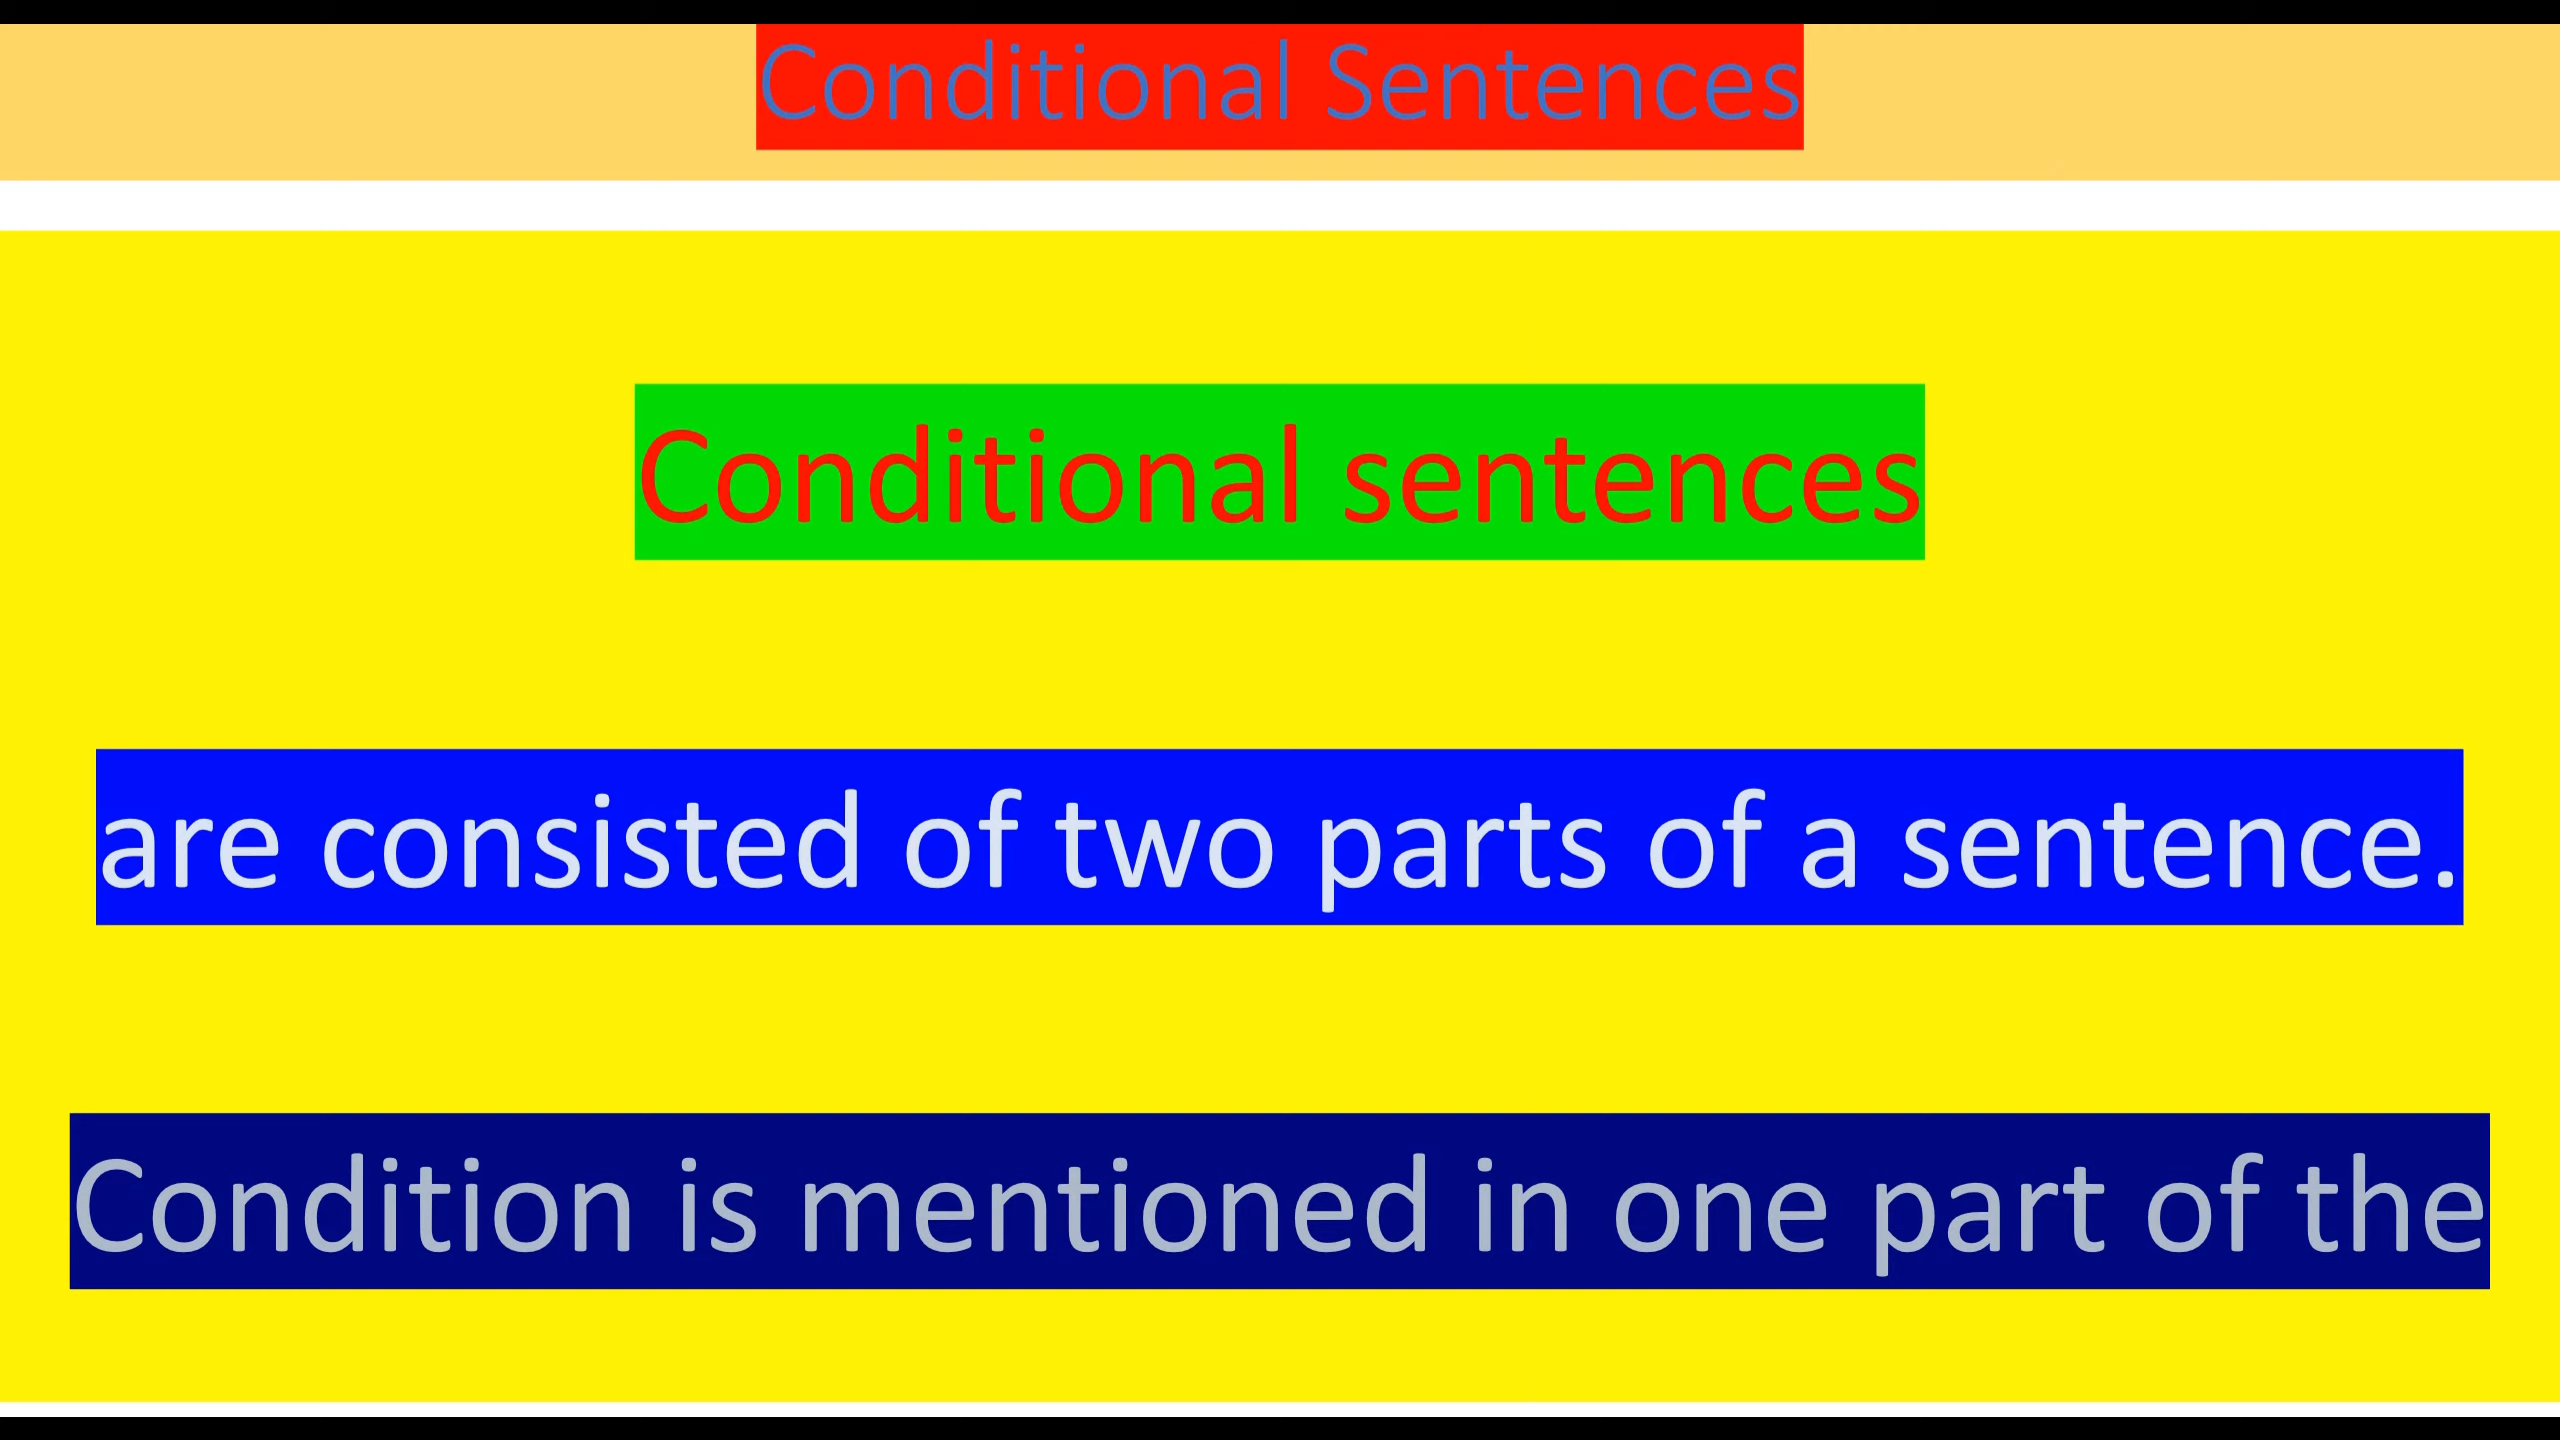 Conditional Sentences
Conditional sentences
are consisted of two parts of a sentence.
Condition is mentioned in one part of the